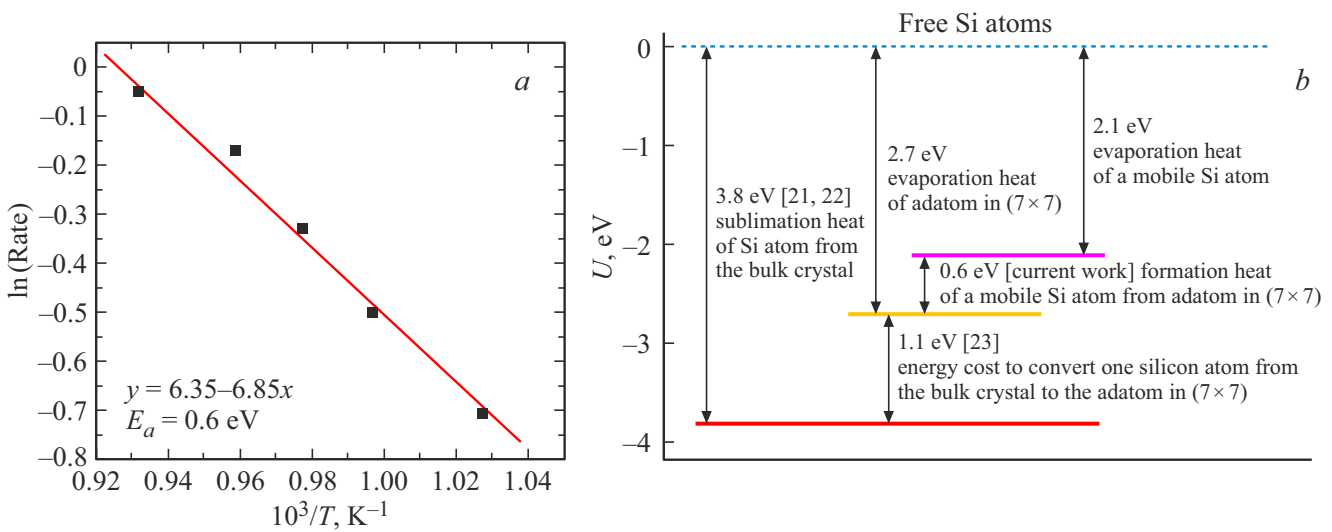 a
ln (Rate)
0
–0.1
–0.2
–0.3
–0.4
–0.5
–0.6
–0.7
–0.8
y = 6.35–6.85x
Eₐ = 0.6 eV
0.92 0.94 0.96 0.98 1.00 1.02 1.04
10³/T, K⁻¹
Free Si atoms
b
U, eV
0
–1
–2
–3
–4
3.8 eV [21, 22]
sublimation heat
of Si atom from
the bulk crystal
2.7 eV
evaporation heat
of adatom in (7 × 7)
2.1 eV
evaporation heat
of a mobile Si atom
0.6 eV [current work] formation heat
of a mobile Si atom from adatom in (7 × 7)
1.1 eV [23]
energy cost to convert one silicon atom from
the bulk crystal to the adatom in (7 × 7)